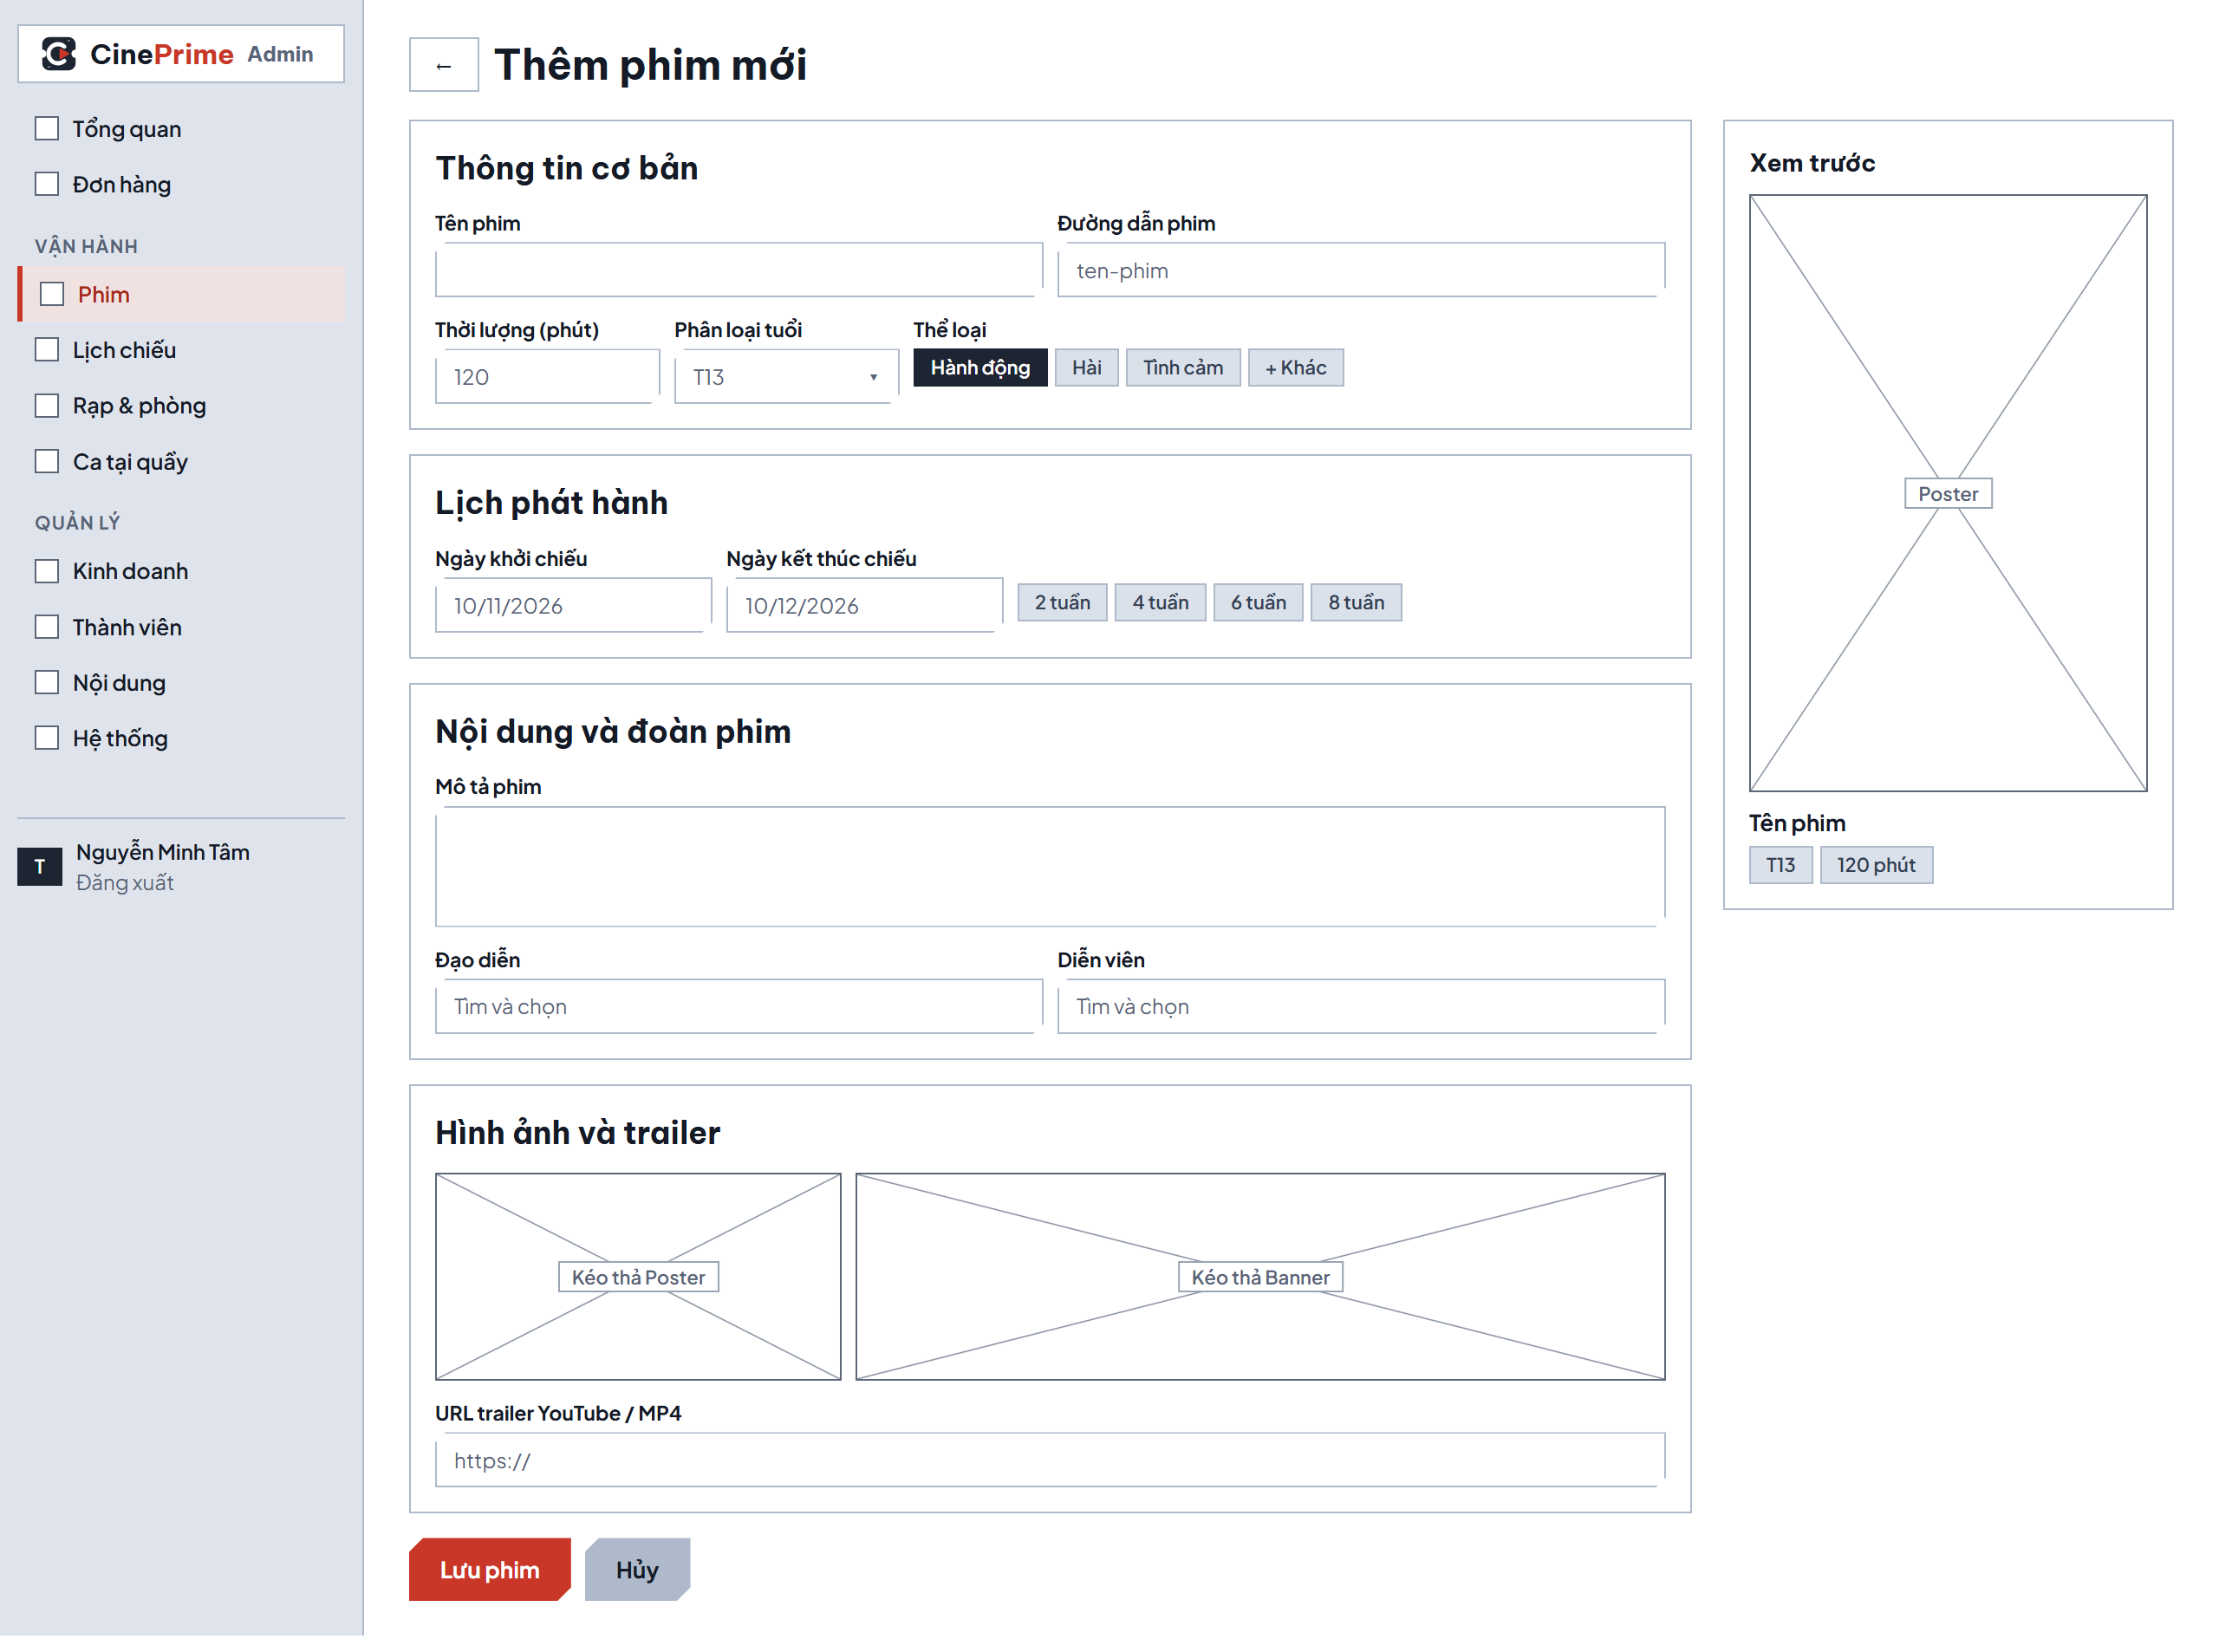 CinePrime Admin
Tổng quan
Đơn hàng
VẬN HÀNH
Phim
Lịch chiếu
Rạp & phòng
Ca tại quầy
QUẢN LÝ
Kinh doanh
Thành viên
Nội dung
Hệ thống
T
Nguyễn Minh Tâm
Đăng xuất
← Thêm phim mới
Thông tin cơ bản
Tên phim
Đường dẫn phim
ten-phim
Thời lượng (phút)
Phân loại tuổi
Thể loại
120
T13
Hành động
Hài
Tình cảm
+ Khác
Lịch phát hành
Ngày khởi chiếu
Ngày kết thúc chiếu
10/11/2026
10/12/2026
2 tuần
4 tuần
6 tuần
8 tuần
Nội dung và đoàn phim
Mô tả phim
Đạo diễn
Diễn viên
Tìm và chọn
Tìm và chọn
Hình ảnh và trailer
Kéo thả Poster
Kéo thả Banner
URL trailer YouTube / MP4
https://
Lưu phim
Hủy
Xem trước
Poster
Tên phim
T13
120 phút